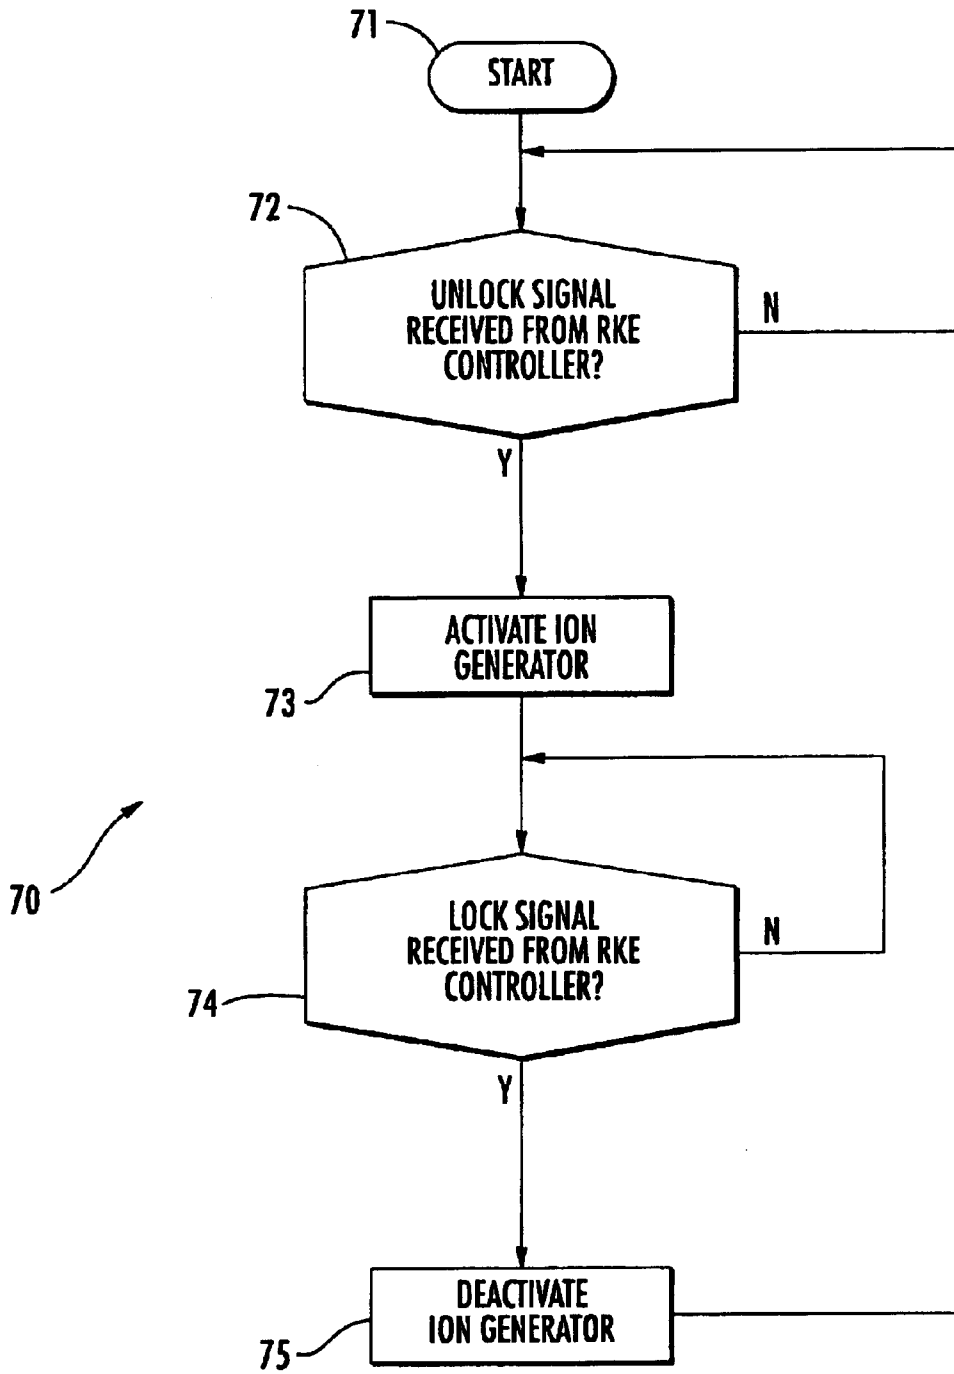 71
START
72
UNLOCK SIGNAL
RECEIVED FROM RKE
CONTROLLER?
N
Y
ACTIVATE ION
GENERATOR
73
70
LOCK SIGNAL
RECEIVED FROM RKE
CONTROLLER?
N
74
Y
DEACTIVATE
ION GENERATOR
75